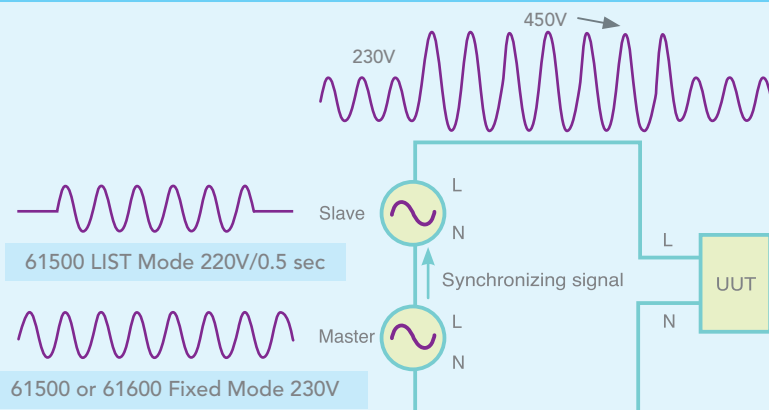 450V
230V
L
Slave
N
L
61500 LIST Mode 220V/0.5 sec
Synchronizing signal
UUT
L
N
Master
N
61500 or 61600 Fixed Mode 230V